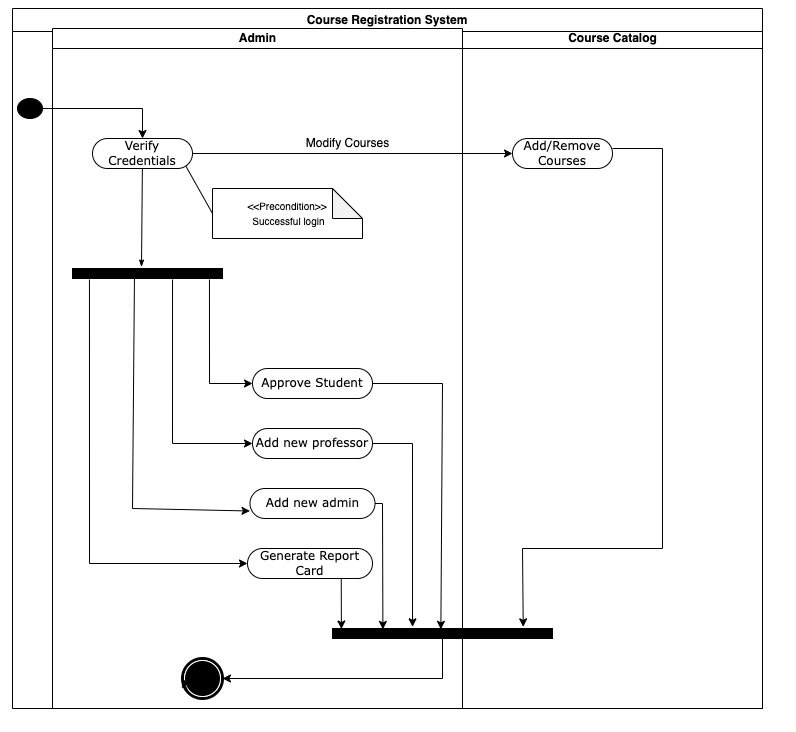 Course Registration System
Admin
Course Catalog
Verify
Credentials
Modify Courses
Add/Remove
Courses
<<Precondition>>
Successful login
Approve Student
Add new professor
Add new admin
Generate Report
Card